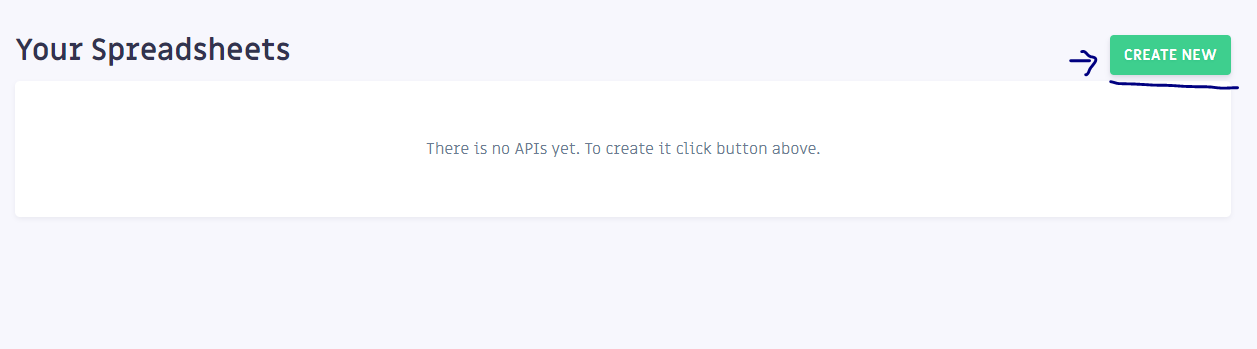 Your Spreadsheets
CREATE NEW
There is no APIs yet. To create it click button above.